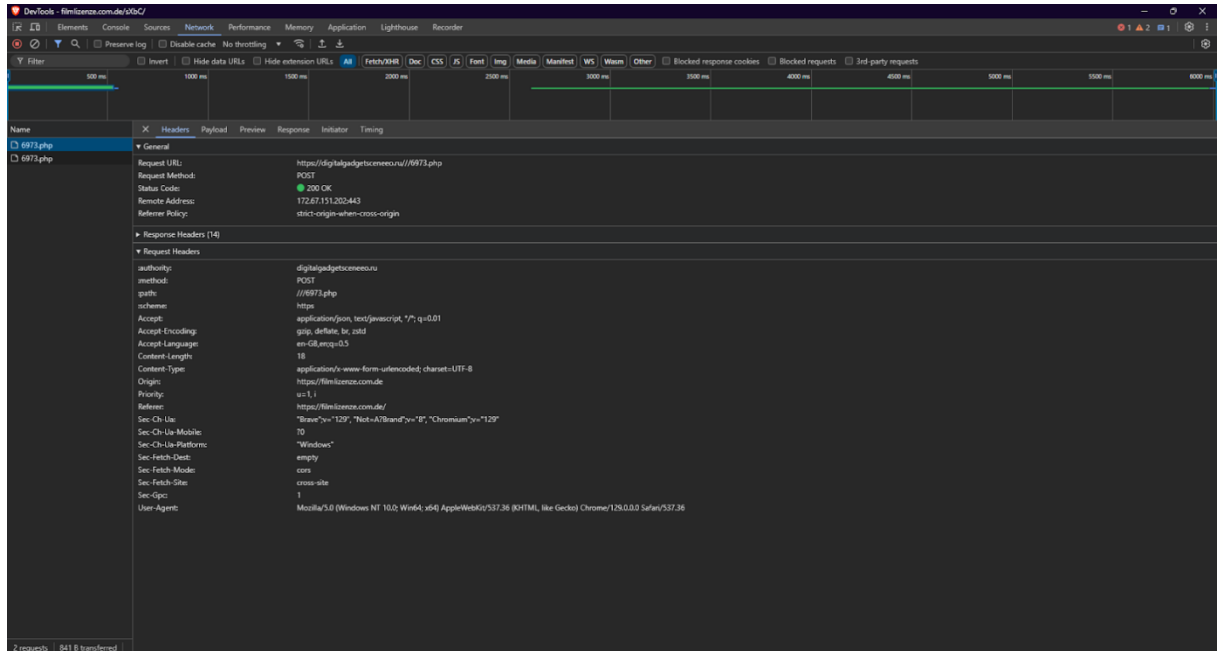 DevTools - filmlizenze.com.de/sXbC/
Elements Console Sources Network Performance Memory Application Lighthouse Recorder 1 2 1
Preserve log Disable cache No throttling
Filter Invert Hide data URLs Hide extension URLs All Fetch/XHR Doc CSS JS Font Img Media Manifest WS Wasm Other Blocked response cookies Blocked requests 3rd-party requests
500 ms 1000 ms 1500 ms 2000 ms 2500 ms 3000 ms 3500 ms 4000 ms 4500 ms 5000 ms 5500 ms 6000 ms
Name X Headers Payload Preview Response Initiator Timing
6973.php
6973.php
▼ General
Request URL: https://digitalgadgetsceneeo.ru///6973.php
Request Method: POST
Status Code: 200 OK
Remote Address: 172.67.151.202:443
Referrer Policy: strict-origin-when-cross-origin
► Response Headers (14)
▼ Request Headers
:authority: digitalgadgetsceneeo.ru
:method: POST
:path: ///6973.php
:scheme: https
Accept: application/json, text/javascript, */*; q=0.01
Accept-Encoding: gzip, deflate, br, zstd
Accept-Language: en-GB,en;q=0.5
Content-Length: 18
Content-Type: application/x-www-form-urlencoded; charset=UTF-8
Origin: https://filmlizenze.com.de
Priority: u=1, i
Referer: https://filmlizenze.com.de/
Sec-Ch-Ua: "Brave";v="129", "Not=A?Brand";v="8", "Chromium";v="129"
Sec-Ch-Ua-Mobile: ?0
Sec-Ch-Ua-Platform: "Windows"
Sec-Fetch-Dest: empty
Sec-Fetch-Mode: cors
Sec-Fetch-Site: cross-site
Sec-Gpc: 1
User-Agent: Mozilla/5.0 (Windows NT 10.0; Win64; x64) AppleWebKit/537.36 (KHTML, like Gecko) Chrome/129.0.0.0 Safari/537.36
2 requests 841 B transferred